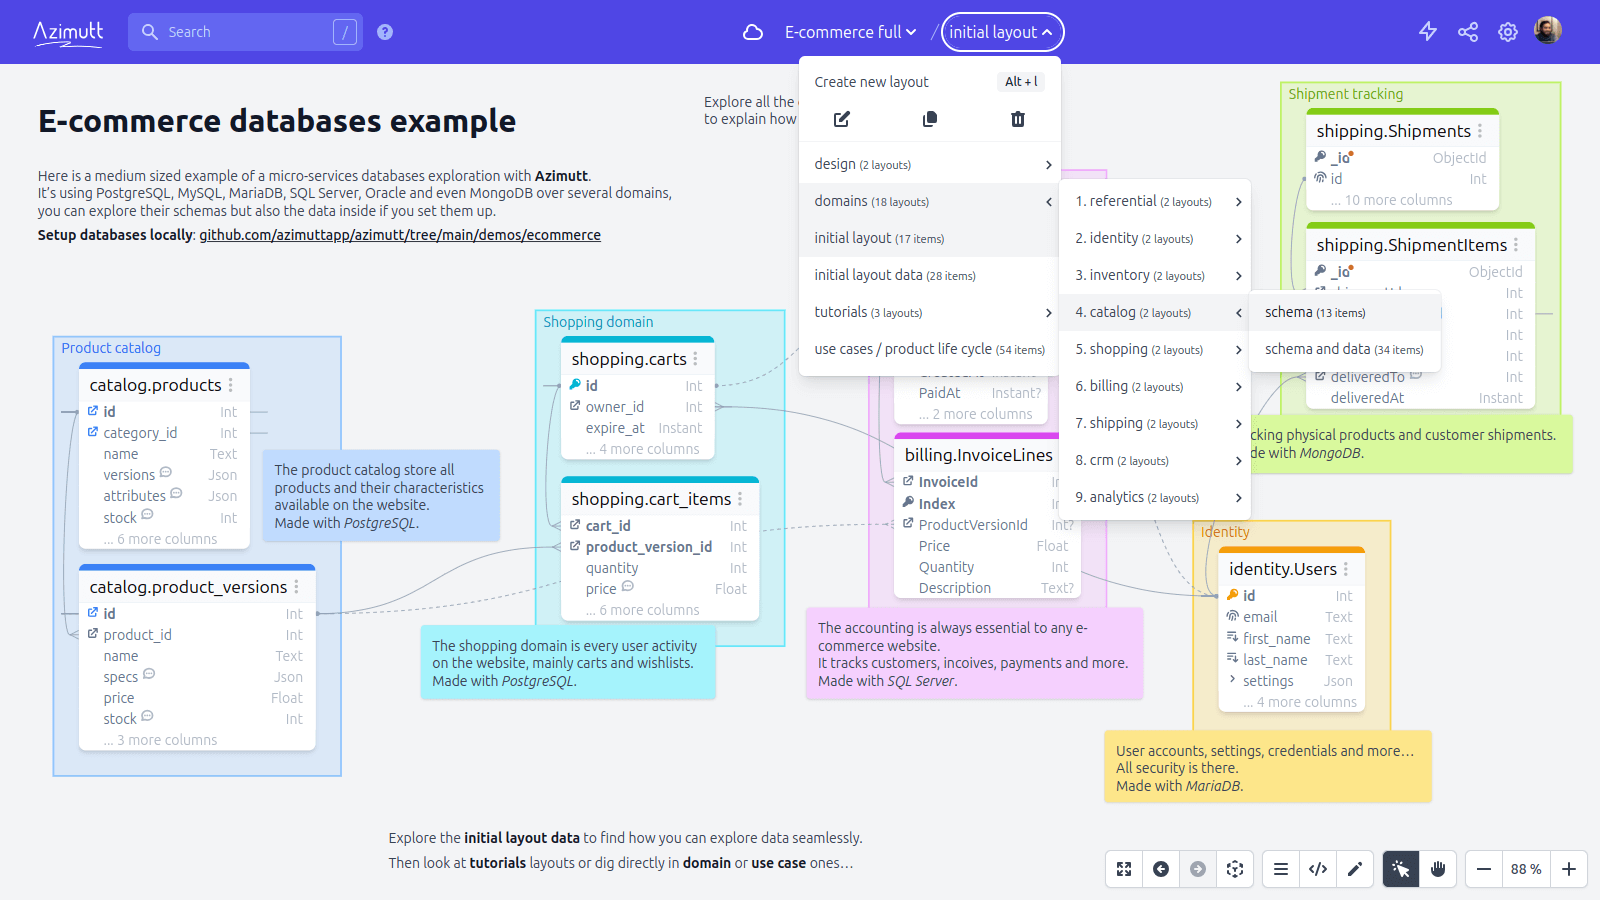 Azimutt
Search
/
?
E-commerce full
/
initial layout
E-commerce databases example
Here is a medium sized example of a micro-services databases exploration with Azimutt.
It's using PostgreSQL, MySQL, MariaDB, SQL Server, Oracle and even MongoDB over several domains,
you can explore their schemas but also the data inside if you set them up.
Setup databases locally: github.com/azimuttapp/azimutt/tree/main/demos/ecommerce
Explore all the
to explain how
Create new layout
Alt + l
design (2 layouts)
domains (18 layouts)
initial layout (17 items)
initial layout data (28 items)
tutorials (3 layouts)
use cases / product life cycle (54 items)
1. referential (2 layouts)
2. identity (2 layouts)
3. inventory (2 layouts)
4. catalog (2 layouts)
5. shopping (2 layouts)
6. billing (2 layouts)
7. shipping (2 layouts)
8. crm (2 layouts)
9. analytics (2 layouts)
schema (13 items)
schema and data (34 items)
Shipment tracking
shipping.Shipments
_id ObjectId
id Int
... 10 more columns
shipping.ShipmentItems
_id ObjectId
Int
Int
Int
Int
deliveredTo Int
deliveredAt Instant
cking physical products and customer shipments.
de with MongoDB.
Product catalog
catalog.products
id Int
category_id Int
name Text
versions Json
attributes Json
stock Int
... 6 more columns
The product catalog store all
products and their characteristics
available on the website.
Made with PostgreSQL.
catalog.product_versions
id Int
product_id Int
name Text
specs Json
price Float
stock Int
... 3 more columns
Shopping domain
shopping.carts
id Int
owner_id Int
expire_at Instant
... 4 more columns
shopping.cart_items
cart_id Int
product_version_id Int
quantity Int
price Float
... 6 more columns
The shopping domain is every user activity
on the website, mainly carts and wishlists.
Made with PostgreSQL.
PaidAt Instant?
... 2 more columns
billing.InvoiceLines
InvoiceId
Index
ProductVersionId Int?
Price Float
Quantity Int
Description Text?
The accounting is always essential to any e-
commerce website.
It tracks customers, incoives, payments and more.
Made with SQL Server.
Identity
identity.Users
id Int
email Text
first_name Text
last_name Text
settings Json
... 4 more columns
User accounts, settings, credentials and more...
All security is there.
Made with MariaDB.
Explore the initial layout data to find how you can explore data seamlessly.
Then look at tutorials layouts or dig directly in domain or use case ones...
88 %